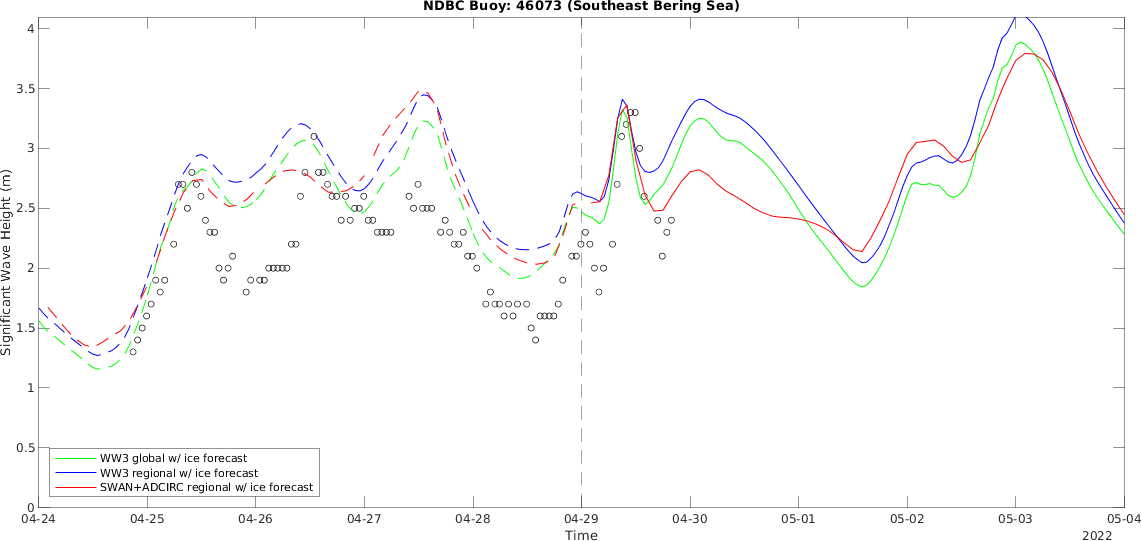 NDBC Buoy: 46073 (Southeast Bering Sea)
4
3.5
3
2.5
2
1.5
1
0.5
0
Significant Wave Height (m)
WW3 global w/ ice forecast
WW3 regional w/ ice forecast
SWAN+ADCIRC regional w/ ice forecast
04-24 04-25 04-26 04-27 04-28 04-29 04-30 05-01 05-02 05-03 05-04
Time
2022